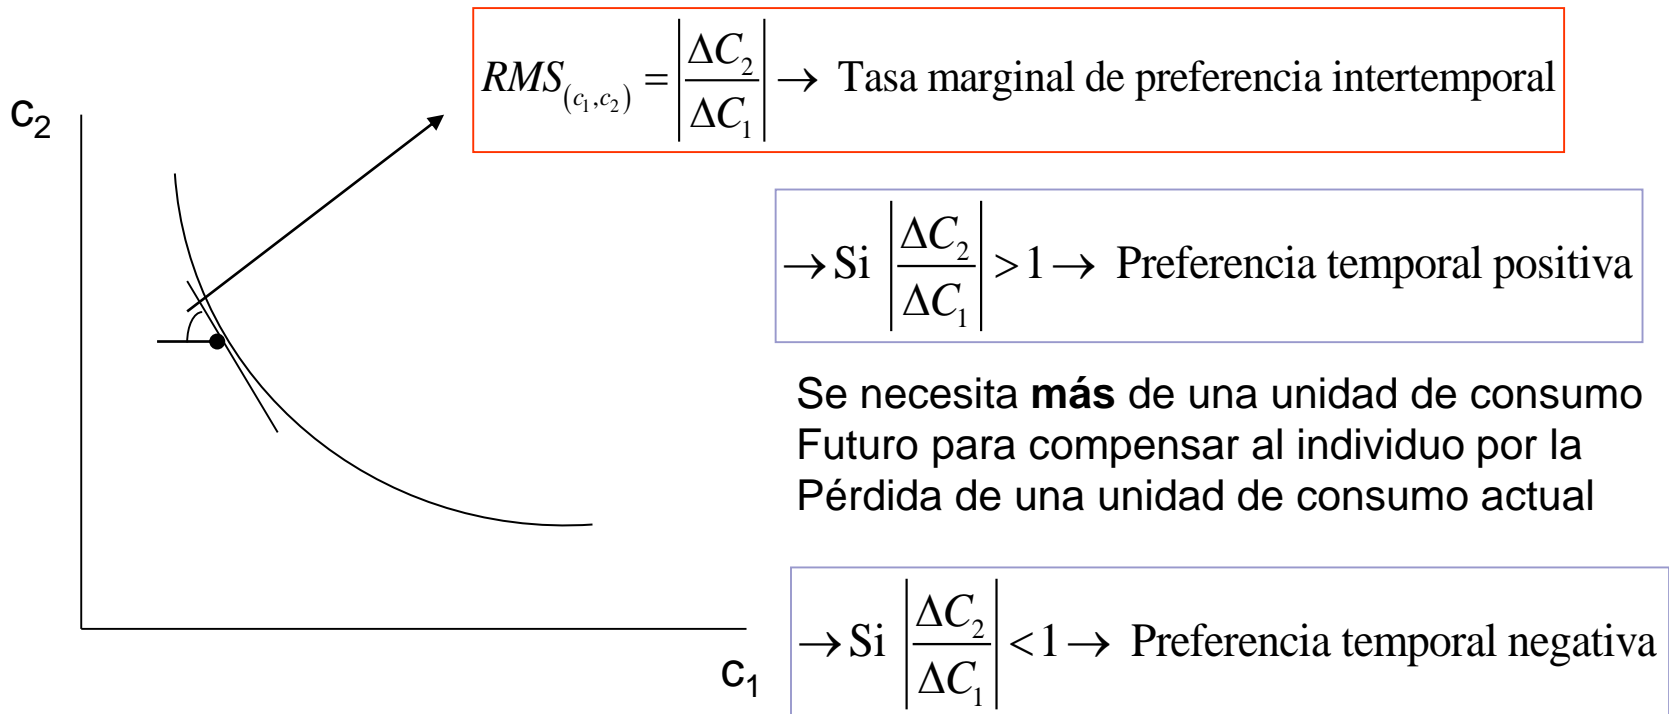 RMS(c₁,c₂) = |ΔC₂/ΔC₁| → Tasa marginal de preferencia intertemporal
c₂
→ Si |ΔC₂/ΔC₁| > 1 → Preferencia temporal positiva
Se necesita más de una unidad de consumo
Futuro para compensar al individuo por la
Pérdida de una unidad de consumo actual
→ Si |ΔC₂/ΔC₁| < 1 → Preferencia temporal negativa
c₁